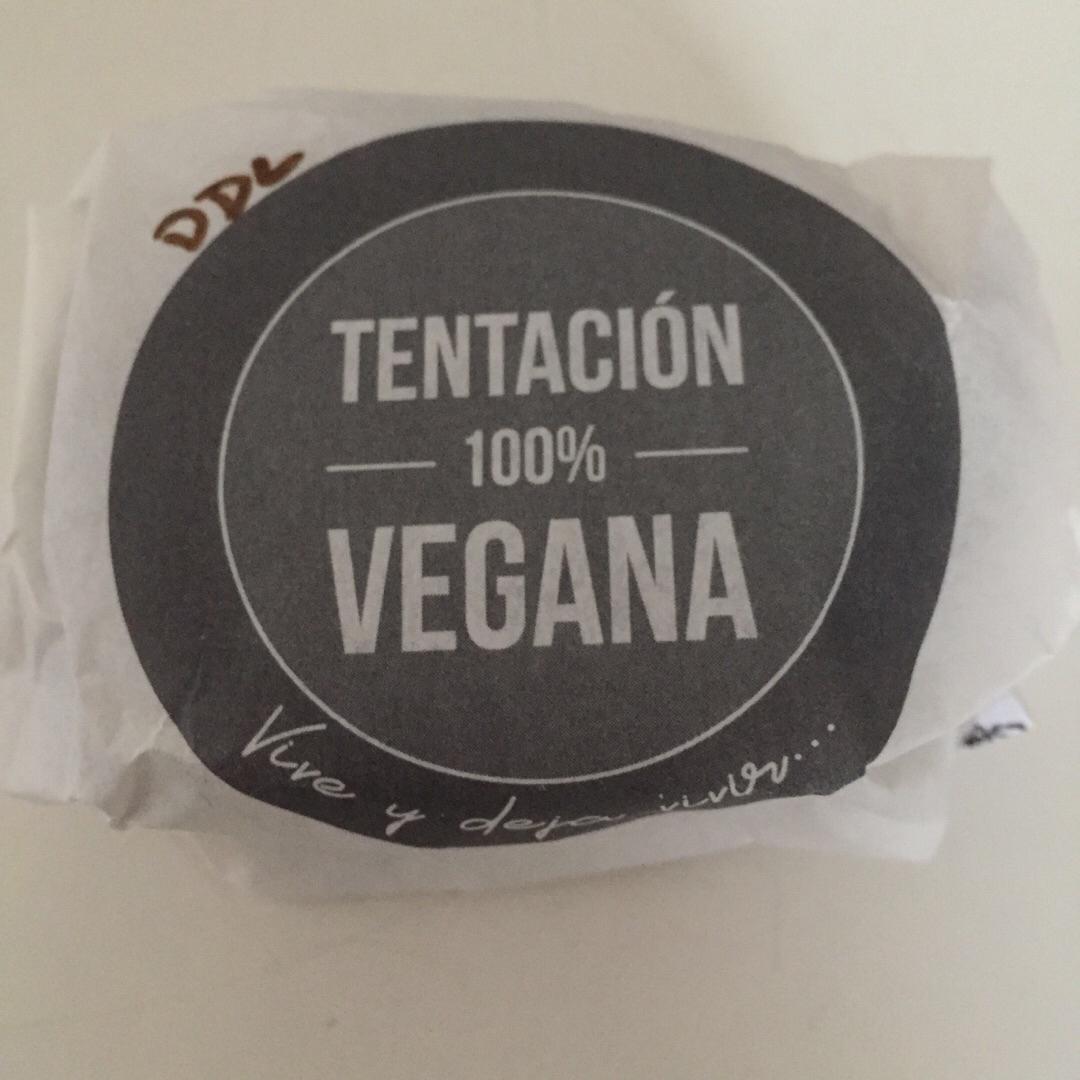 DDL
TENTACIÓN
100%
VEGANA
Vive y deja vivir...